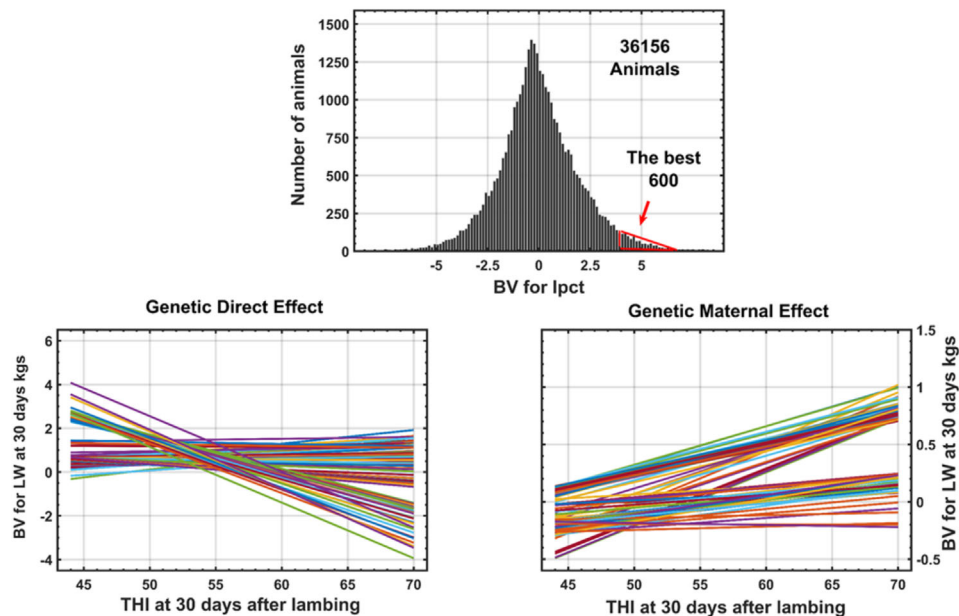 1500
1250
1000
750
500
250
0
Number of animals
36156
Animals
The best
600
-5 -2.5 0 2.5 5
BV for Ipct
Genetic Direct Effect
6
4
2
0
-2
-4
BV for LW at 30 days kgs
45 50 55 60 65 70
THI at 30 days after lambing
Genetic Maternal Effect
1.5
1
0.5
0
-0.5
BV for LW at 30 days kgs
45 50 55 60 65 70
THI at 30 days after lambing